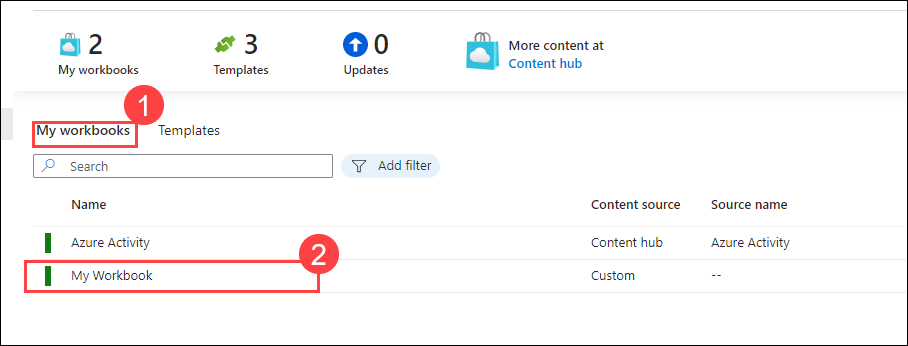 2
My workbooks
3
Templates
0
Updates
More content at
Content hub
1
My workbooks
Templates
Search
Add filter
Name
Content source
Source name
Azure Activity
Content hub
Azure Activity
2
My Workbook
Custom
--